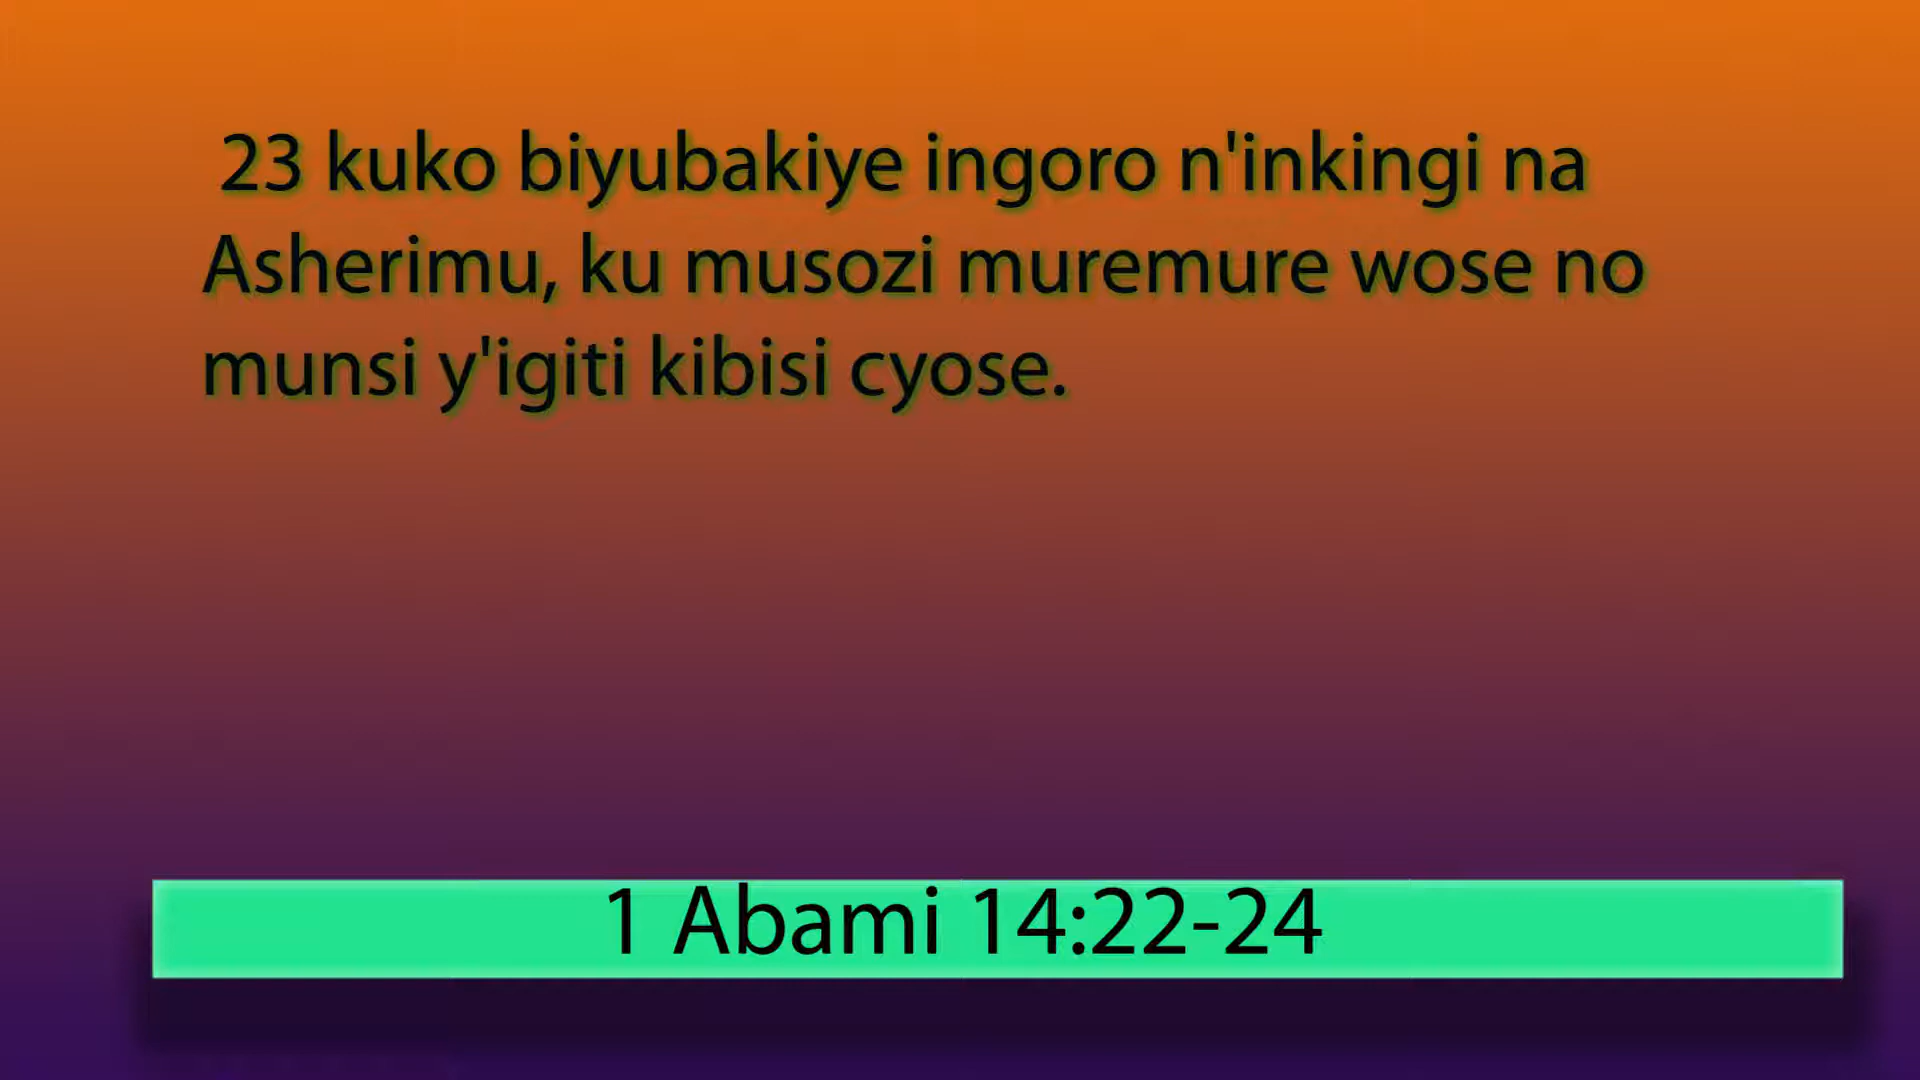 23 kuko biyubakiye ingoro n'inkingi na
Asherimu, ku musozi muremure wose no
munsi y'igiti kibisi cyose.
1 Abami 14:22-24